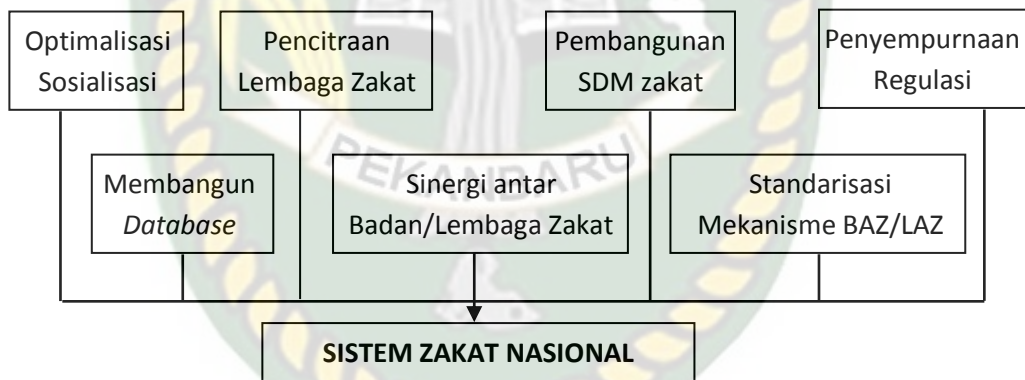 Optimalisasi
Sosialisasi
Pencitraan
Lembaga Zakat
Pembangunan
SDM zakat
Penyempurnaan
Regulasi
Membangun
Database
Sinergi antar
Badan/Lembaga Zakat
Standarisasi
Mekanisme BAZ/LAZ
PEKANBARU
SISTEM ZAKAT NASIONAL